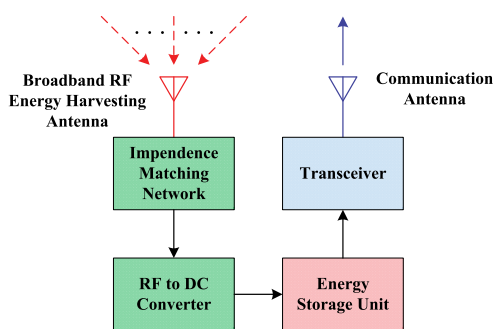 Broadband RF
Energy Harvesting
Antenna
Communication
Antenna
Impendence
Matching
Network
Transceiver
RF to DC
Converter
Energy
Storage Unit